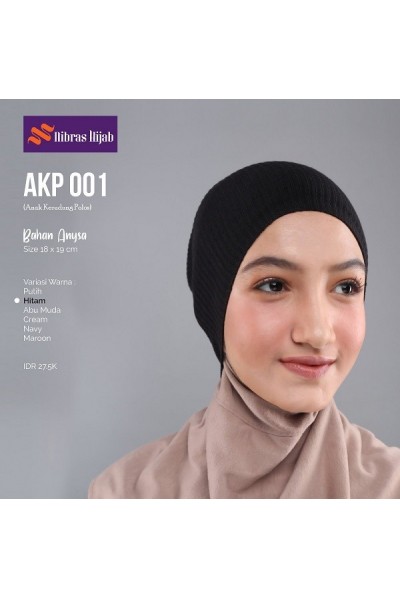 Nibras Hijab
AKP 001
(Anak Kerudung Polos)
Bahan Anysa
Size 18 x 19 cm
Variasi Warna :
Putih
Hitam
Abu Muda
Cream
Navy
Maroon
IDR 27.5K